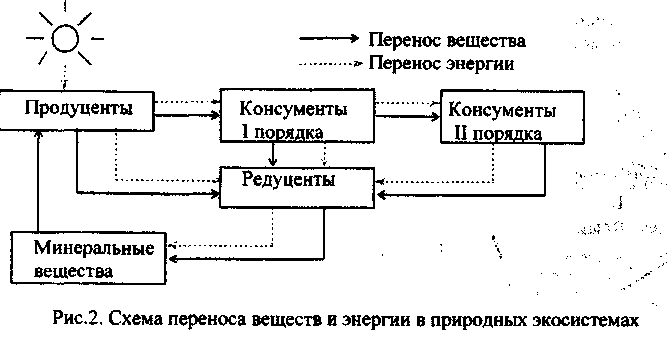 Перенос вещества
Перенос энергии
Продуценты
Консументы
I порядка
Консументы
II порядка
Редуценты
Минеральные
вещества
Рис.2. Схема переноса веществ и энергии в природных экосистемах